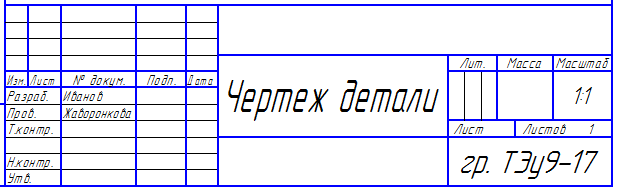 Лит. Масса Масштаб
Изм. Лист № докум. Подп. Дата
Разраб. Иванов
Чертеж детали
1:1
Пров. Жаворонкова
Т.контр.
Лист Листов 1
Н.контр.
гр. ТЭу9-17
Утв.